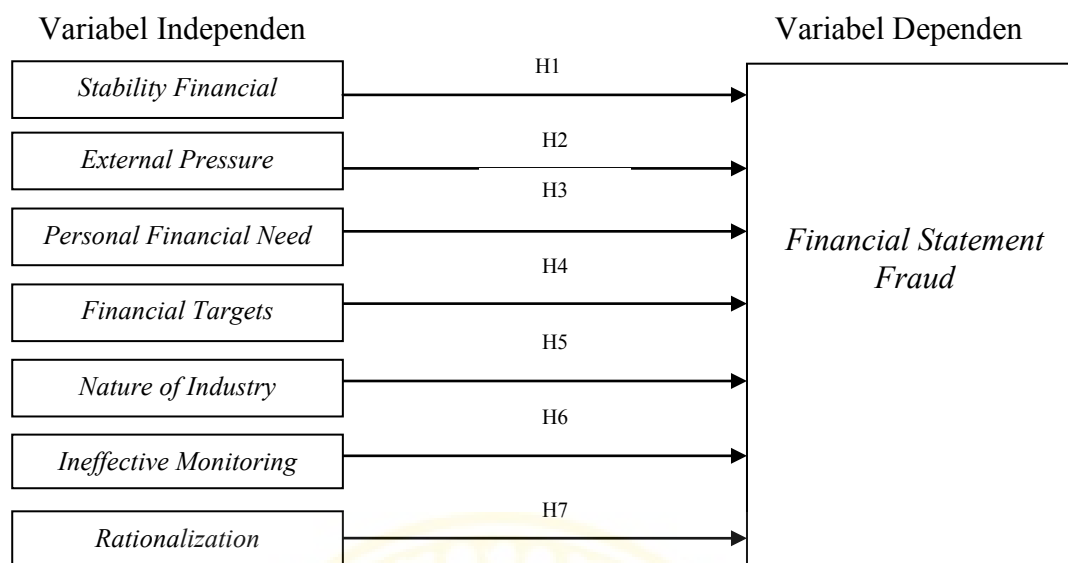 Variabel Independen
Variabel Dependen
Stability Financial
H1
External Pressure
H2
Personal Financial Need
H3
Financial Targets
H4
Nature of Industry
H5
Ineffective Monitoring
H6
Rationalization
H7
Financial Statement
Fraud